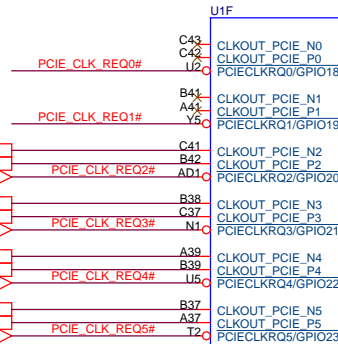 U1F
C43 CLKOUT_PCIE_N0
C42 CLKOUT_PCIE_P0
PCIE_CLK_REQ0# U2 PCIECLKRQ0/GPIO18
B41 CLKOUT_PCIE_N1
A41 CLKOUT_PCIE_P1
PCIE_CLK_REQ1# Y5 PCIECLKRQ1/GPIO19
C41 CLKOUT_PCIE_N2
B42 CLKOUT_PCIE_P2
PCIE_CLK_REQ2# AD1 PCIECLKRQ2/GPIO20
B38 CLKOUT_PCIE_N3
C37 CLKOUT_PCIE_P3
PCIE_CLK_REQ3# N1 PCIECLKRQ3/GPIO21
A39 CLKOUT_PCIE_N4
B39 CLKOUT_PCIE_P4
PCIE_CLK_REQ4# U5 PCIECLKRQ4/GPIO22
B37 CLKOUT_PCIE_N5
A37 CLKOUT_PCIE_P5
PCIE_CLK_REQ5# T2 PCIECLKRQ5/GPIO23